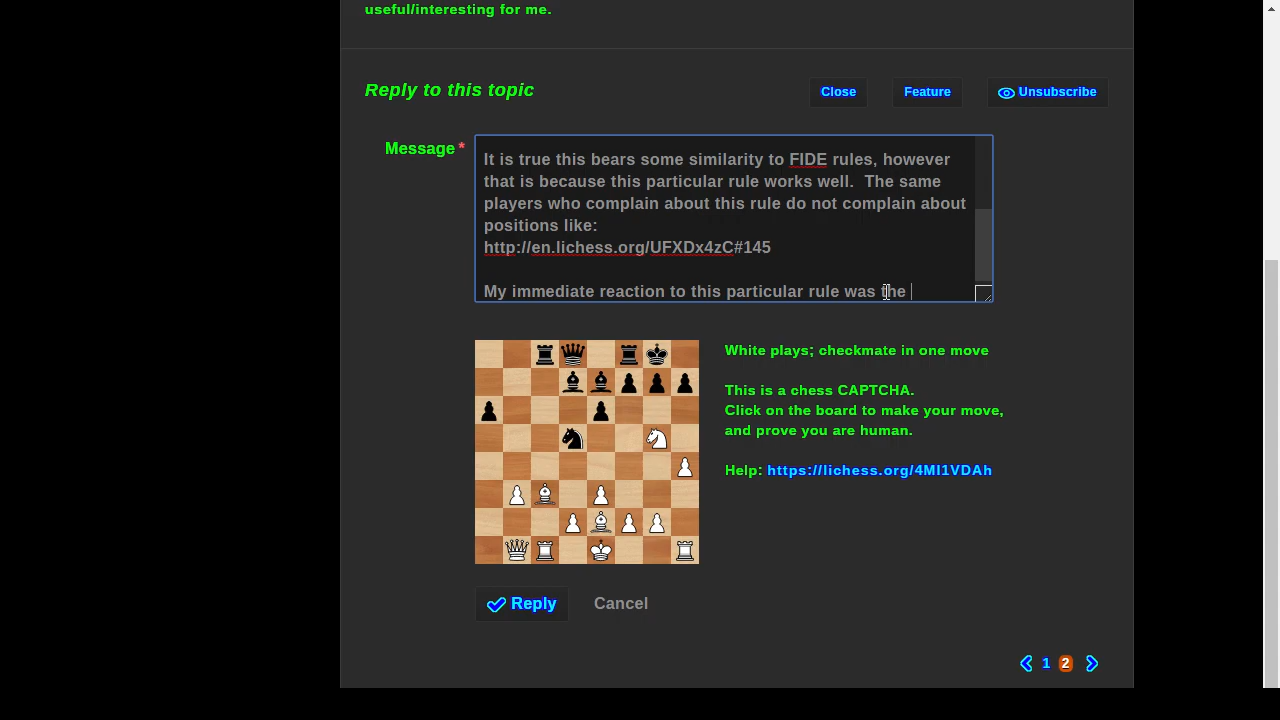 useful/interesting for me.
Reply to this topic
Close
Feature
Unsubscribe
Message *
It is true this bears some similarity to FIDE rules, however
that is because this particular rule works well.  The same
players who complain about this rule do not complain about
positions like:
http://en.lichess.org/UFXDx4zC#145
My immediate reaction to this particular rule was the
White plays; checkmate in one move
This is a chess CAPTCHA.
Click on the board to make your move,
and prove you are human.
Help: https://lichess.org/4MI1VDAh
Reply
Cancel
1 2